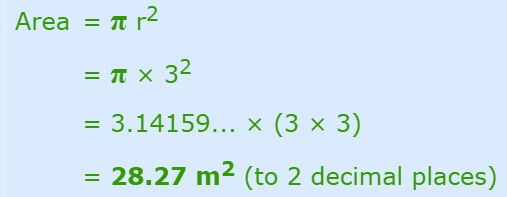 Area = π r²
= π × 3²
= 3.14159... × (3 × 3)
= 28.27 m² (to 2 decimal places)